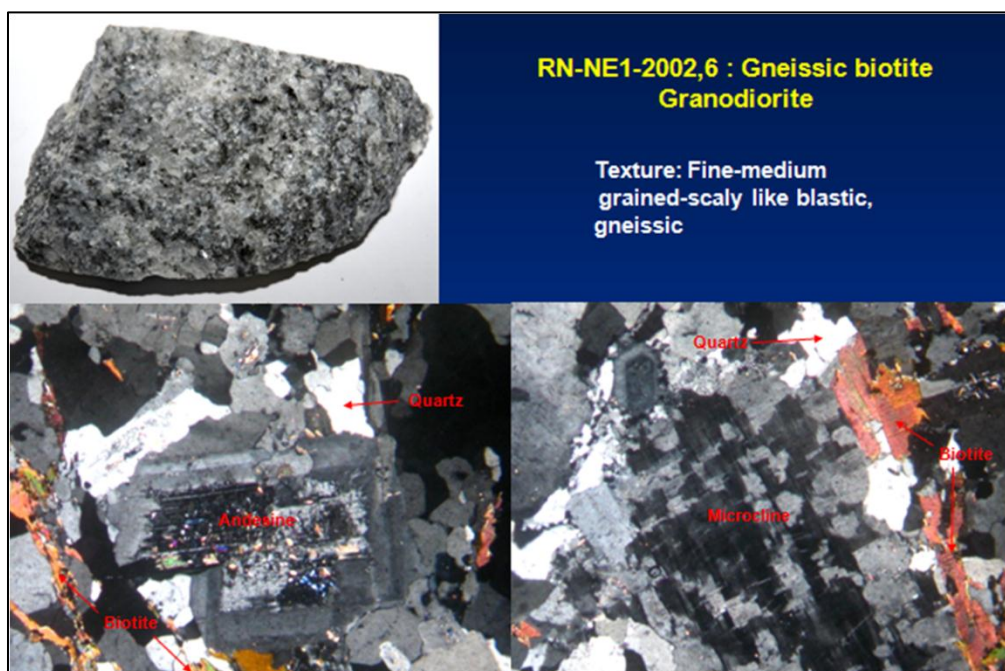 RN-NE1-2002,6 : Gneissic biotite
Granodiorite
Texture: Fine-medium
grained-scaly like blastic,
gneissic
Quartz
Andesine
Biotite
Quartz
Biotite
Microcline